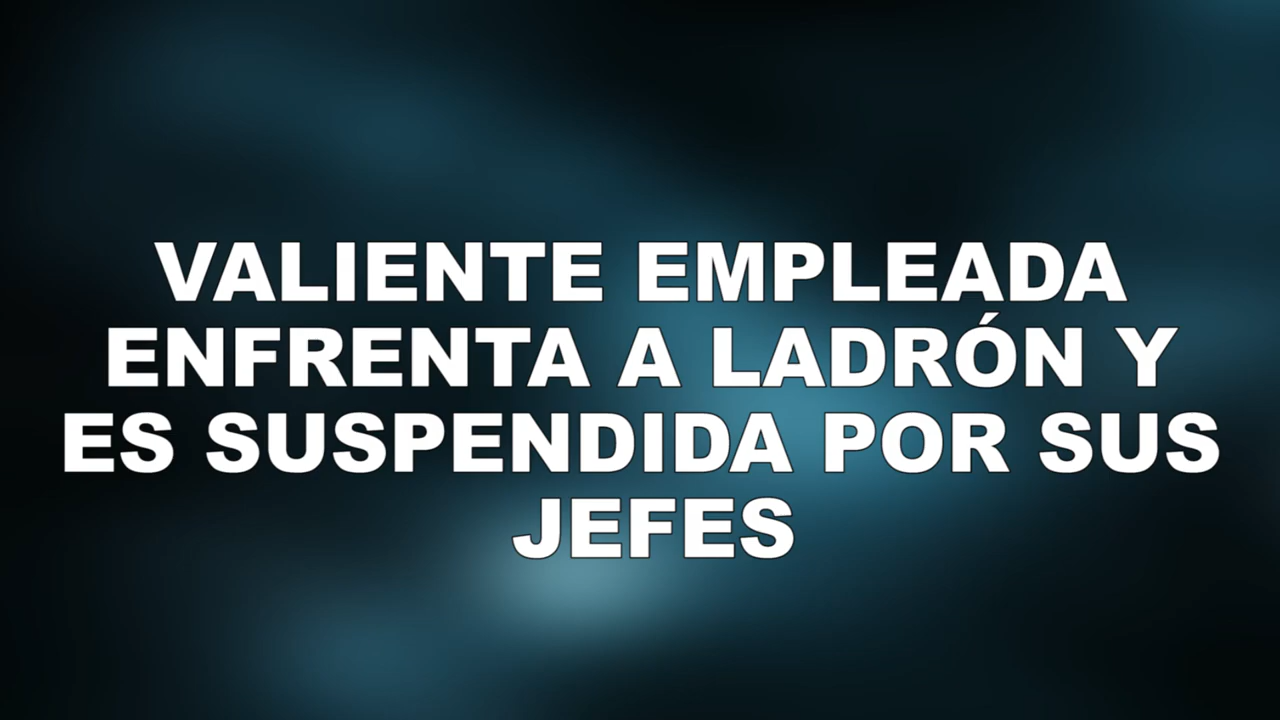 VALIENTE EMPLEADA
ENFRENTA A LADRÓN Y
ES SUSPENDIDA POR SUS
JEFES